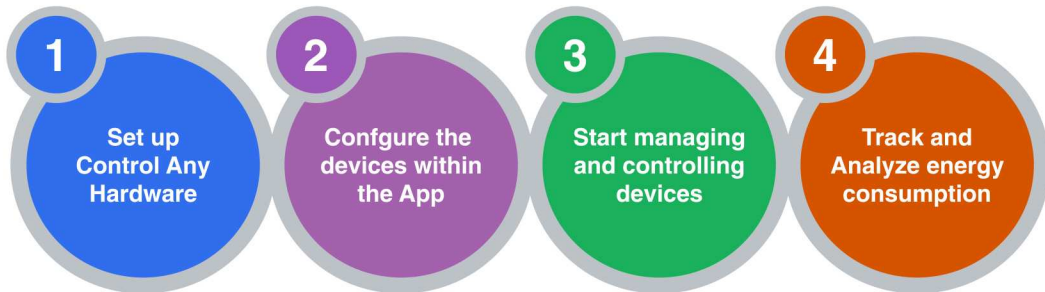 1
Set up
Control Any
Hardware
2
Confgure the
devices within
the App
3
Start managing
and controlling
devices
4
Track and
Analyze energy
consumption